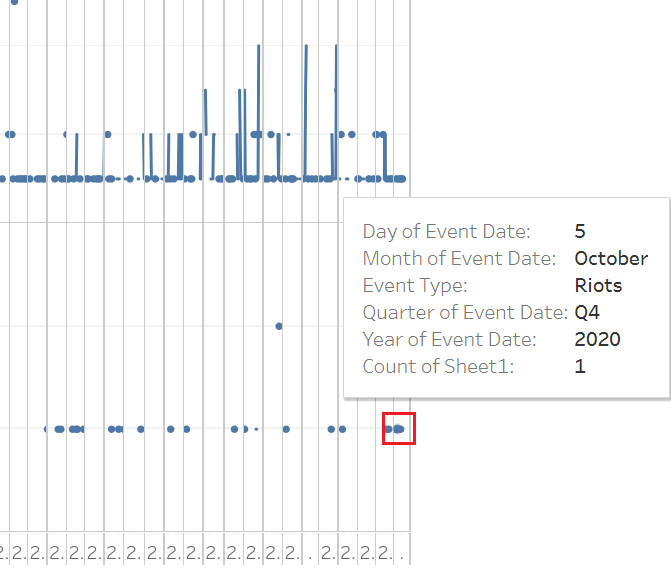 Day of Event Date: 5
Month of Event Date: October
Event Type: Riots
Quarter of Event Date: Q4
Year of Event Date: 2020
Count of Sheet1: 1
2. 2. 2. 2. 2. 2. 2. 2. 2. 2. 2. 2. 2. 2. 2. 2. . 2. 2. 2. 2. .